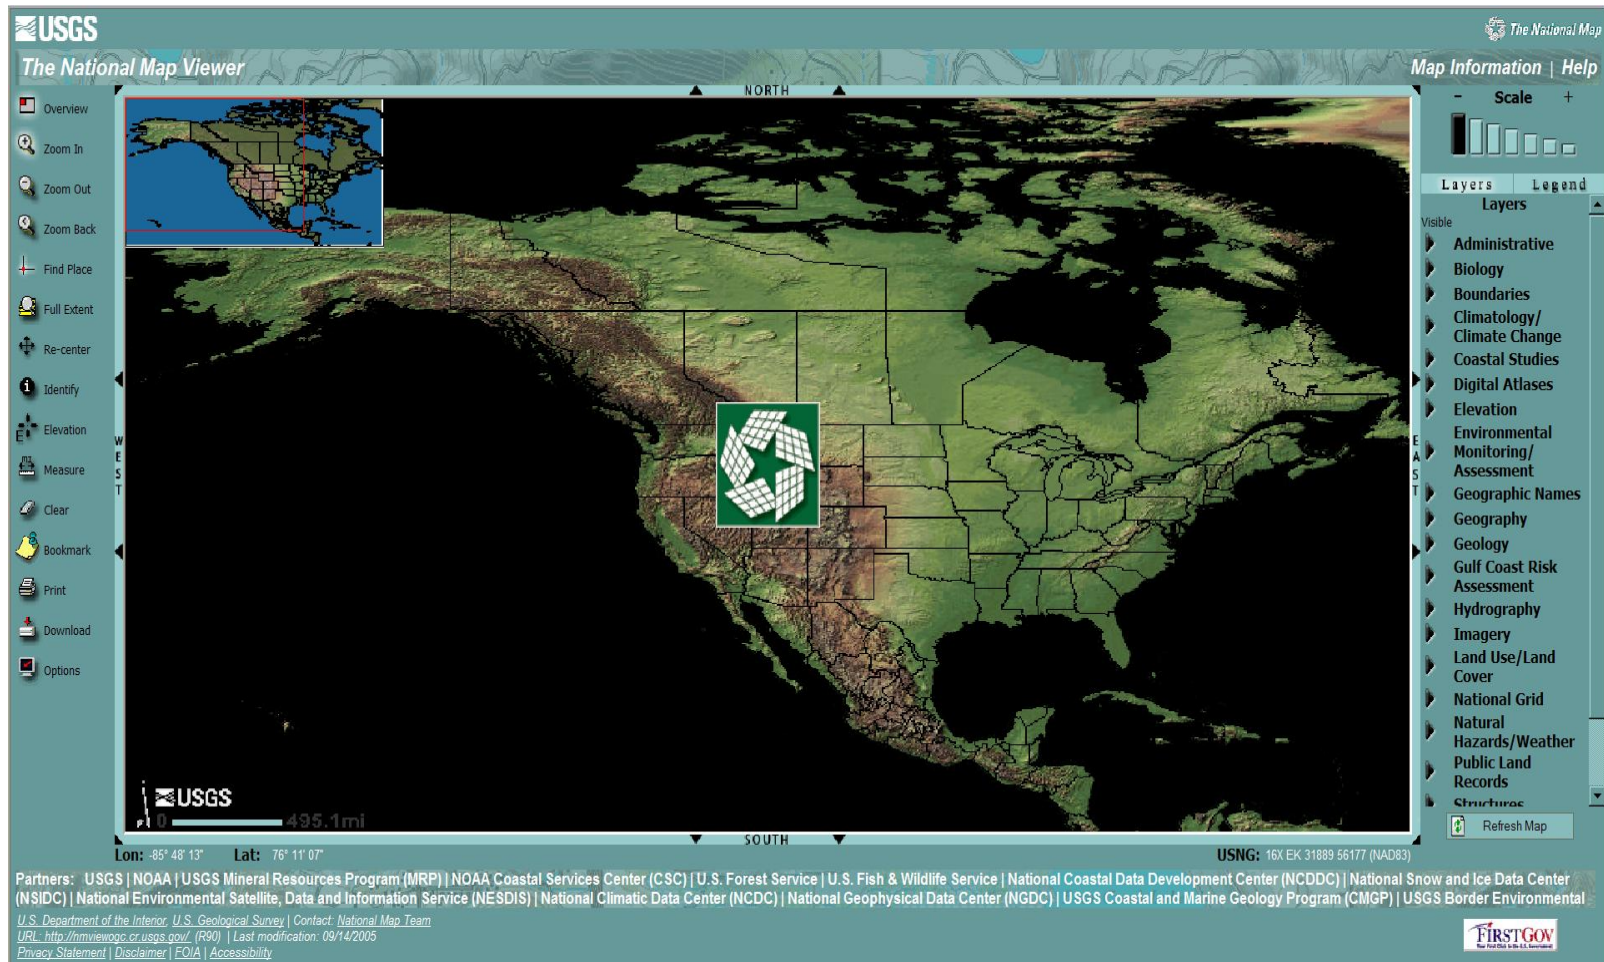 USGS
The National Map
The National Map Viewer
Map Information | Help
Overview
Zoom In
Zoom Out
Zoom Back
Find Place
Full Extent
Re-center
Identify
Elevation
Measure
Clear
Bookmark
Print
Download
Options
NORTH
WEST
EAST
SOUTH
USGS
0 495.1mi
- Scale +
Layers Legend
Layers
Visible
Administrative
Biology
Boundaries
Climatology/
Climate Change
Coastal Studies
Digital Atlases
Elevation
Environmental
Monitoring/
Assessment
Geographic Names
Geography
Geology
Gulf Coast Risk
Assessment
Hydrography
Imagery
Land Use/Land
Cover
National Grid
Natural
Hazards/Weather
Public Land
Records
Structures
Refresh Map
Lon: -85° 48' 13" Lat: 76° 11' 07" USNG: 16X EK 31889 56177 (NAD83)
Partners: USGS | NOAA | USGS Mineral Resources Program (MRP) | NOAA Coastal Services Center (CSC) | U.S. Forest Service | U.S. Fish & Wildlife Service | National Coastal Data Development Center (NCDDC) | National Snow and Ice Data Center
(NSIDC) | National Environmental Satellite, Data and Information Service (NESDIS) | National Climatic Data Center (NCDC) | National Geophysical Data Center (NGDC) | USGS Coastal and Marine Geology Program (CMGP) | USGS Border Environmental
U.S. Department of the Interior, U.S. Geological Survey | Contact: National Map Team
URL: http://nmviewogc.cr.usgs.gov/ (R90) | Last modification: 09/14/2005
Privacy Statement | Disclaimer | FOIA | Accessibility
FIRSTGOV
Your First Click to the U.S. Government